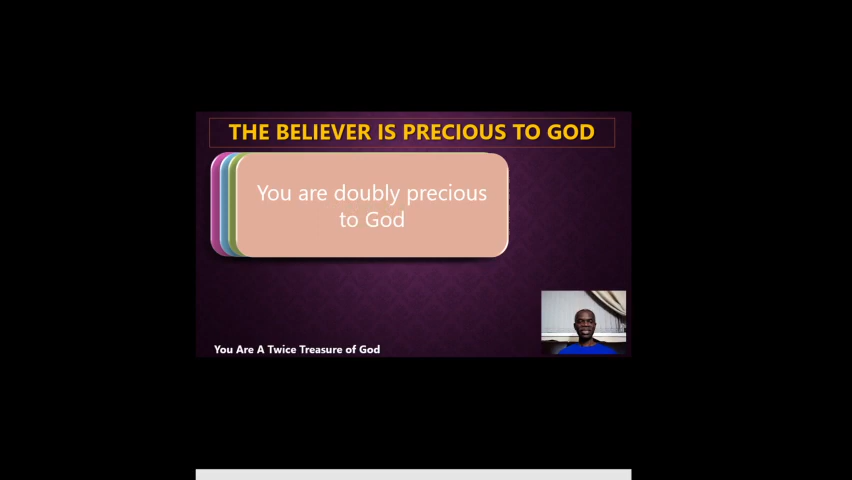 THE BELIEVER IS PRECIOUS TO GOD
You are doubly precious
to God
You Are A Twice Treasure of God